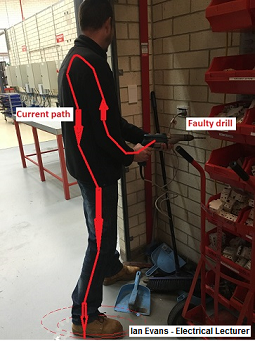 Current path
Faulty drill
Ian Evans - Electrical Lecturer